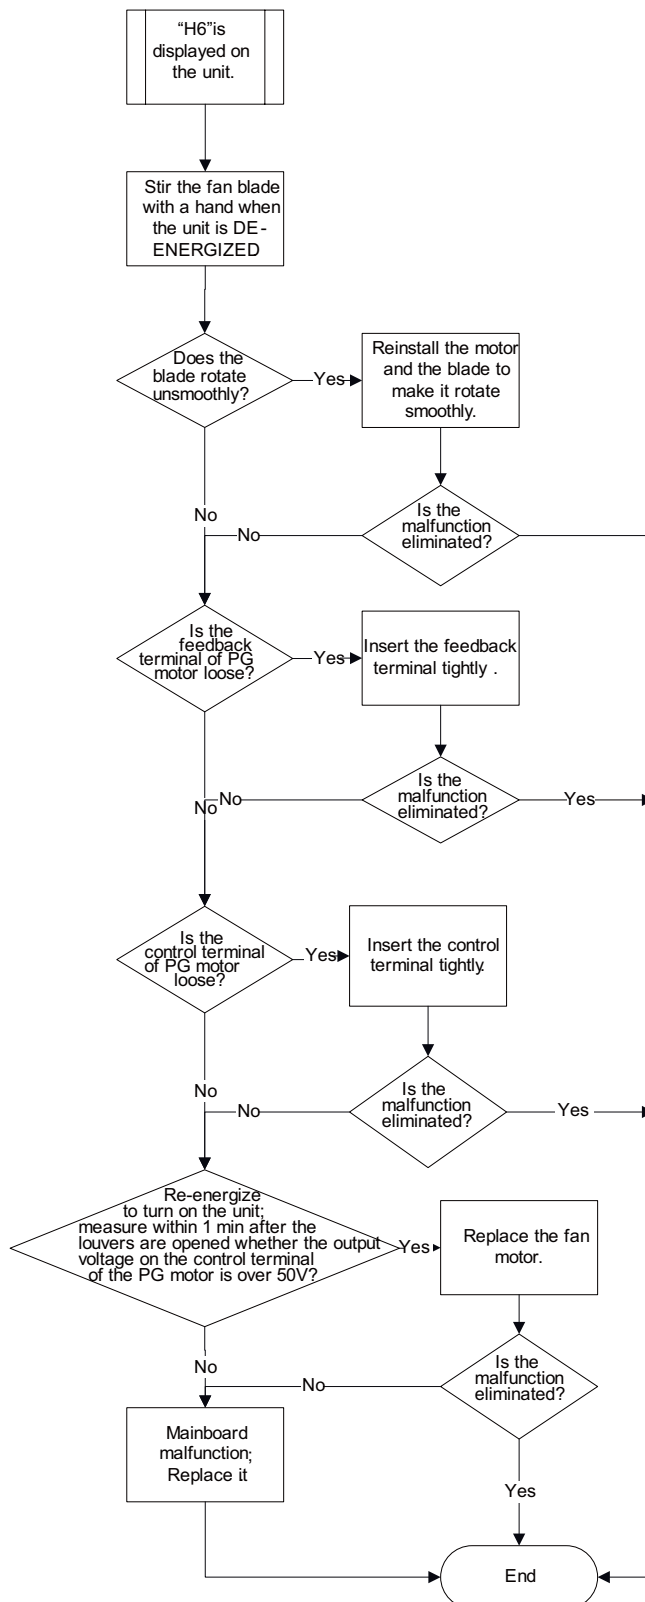 “H6”is
displayed on
the unit.
Stir the fan blade
with a hand when
the unit is DE-
ENERGIZED
Does the
blade rotate
unsmoothly?
Yes
Reinstall the motor
and the blade to
make it rotate
smoothly.
No
No
Is the
malfunction
eliminated?
Is the
feedback
terminal of PG
motor loose?
Yes
Insert the feedback
terminal tightly .
No
No
Is the
malfunction
eliminated?
Yes
Is the
control terminal
of PG motor
loose?
Yes
Insert the control
terminal tightly.
No
No
Is the
malfunction
eliminated?
Yes
Re-energize
to turn on the unit;
measure within 1 min after the
louvers are opened whether the output
voltage on the control terminal
of the PG motor is over 50V?
Yes
Replace the fan
motor.
No
No
Is the
malfunction
eliminated?
Mainboard
malfunction;
Replace it
Yes
End